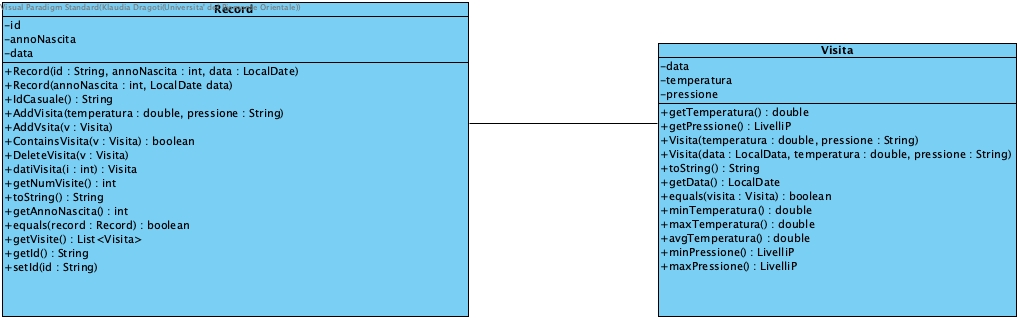 Visual Paradigm Standard(Klaudia Dragoti(Universita' del Orientale))
Record
-id
-annoNascita
-data
+Record(id : String, annoNascita : int, data : LocalDate)
+Record(annoNascita : int, LocalDate data)
+IdCasuale() : String
+AddVisita(temperatura : double, pressione : String)
+AddVsita(v : Visita)
+ContainsVisita(v : Visita) : boolean
+DeleteVisita(v : Visita)
+datiVisita(i : int) : Visita
+getNumVisite() : int
+toString() : String
+getAnnoNascita() : int
+equals(record : Record) : boolean
+getVisite() : List<Visita>
+getId() : String
+setId(id : String)
Visita
-data
-temperatura
-pressione
+getTemperatura() : double
+getPressione() : LivelliP
+Visita(temperatura : double, pressione : String)
+Visita(data : LocalData, temperatura : double, pressione : String)
+toString() : String
+getData() : LocalDate
+equals(visita : Visita) : boolean
+minTemperatura() : double
+maxTemperatura() : double
+avgTemperatura() : double
+minPressione() : LivelliP
+maxPressione() : LivelliP